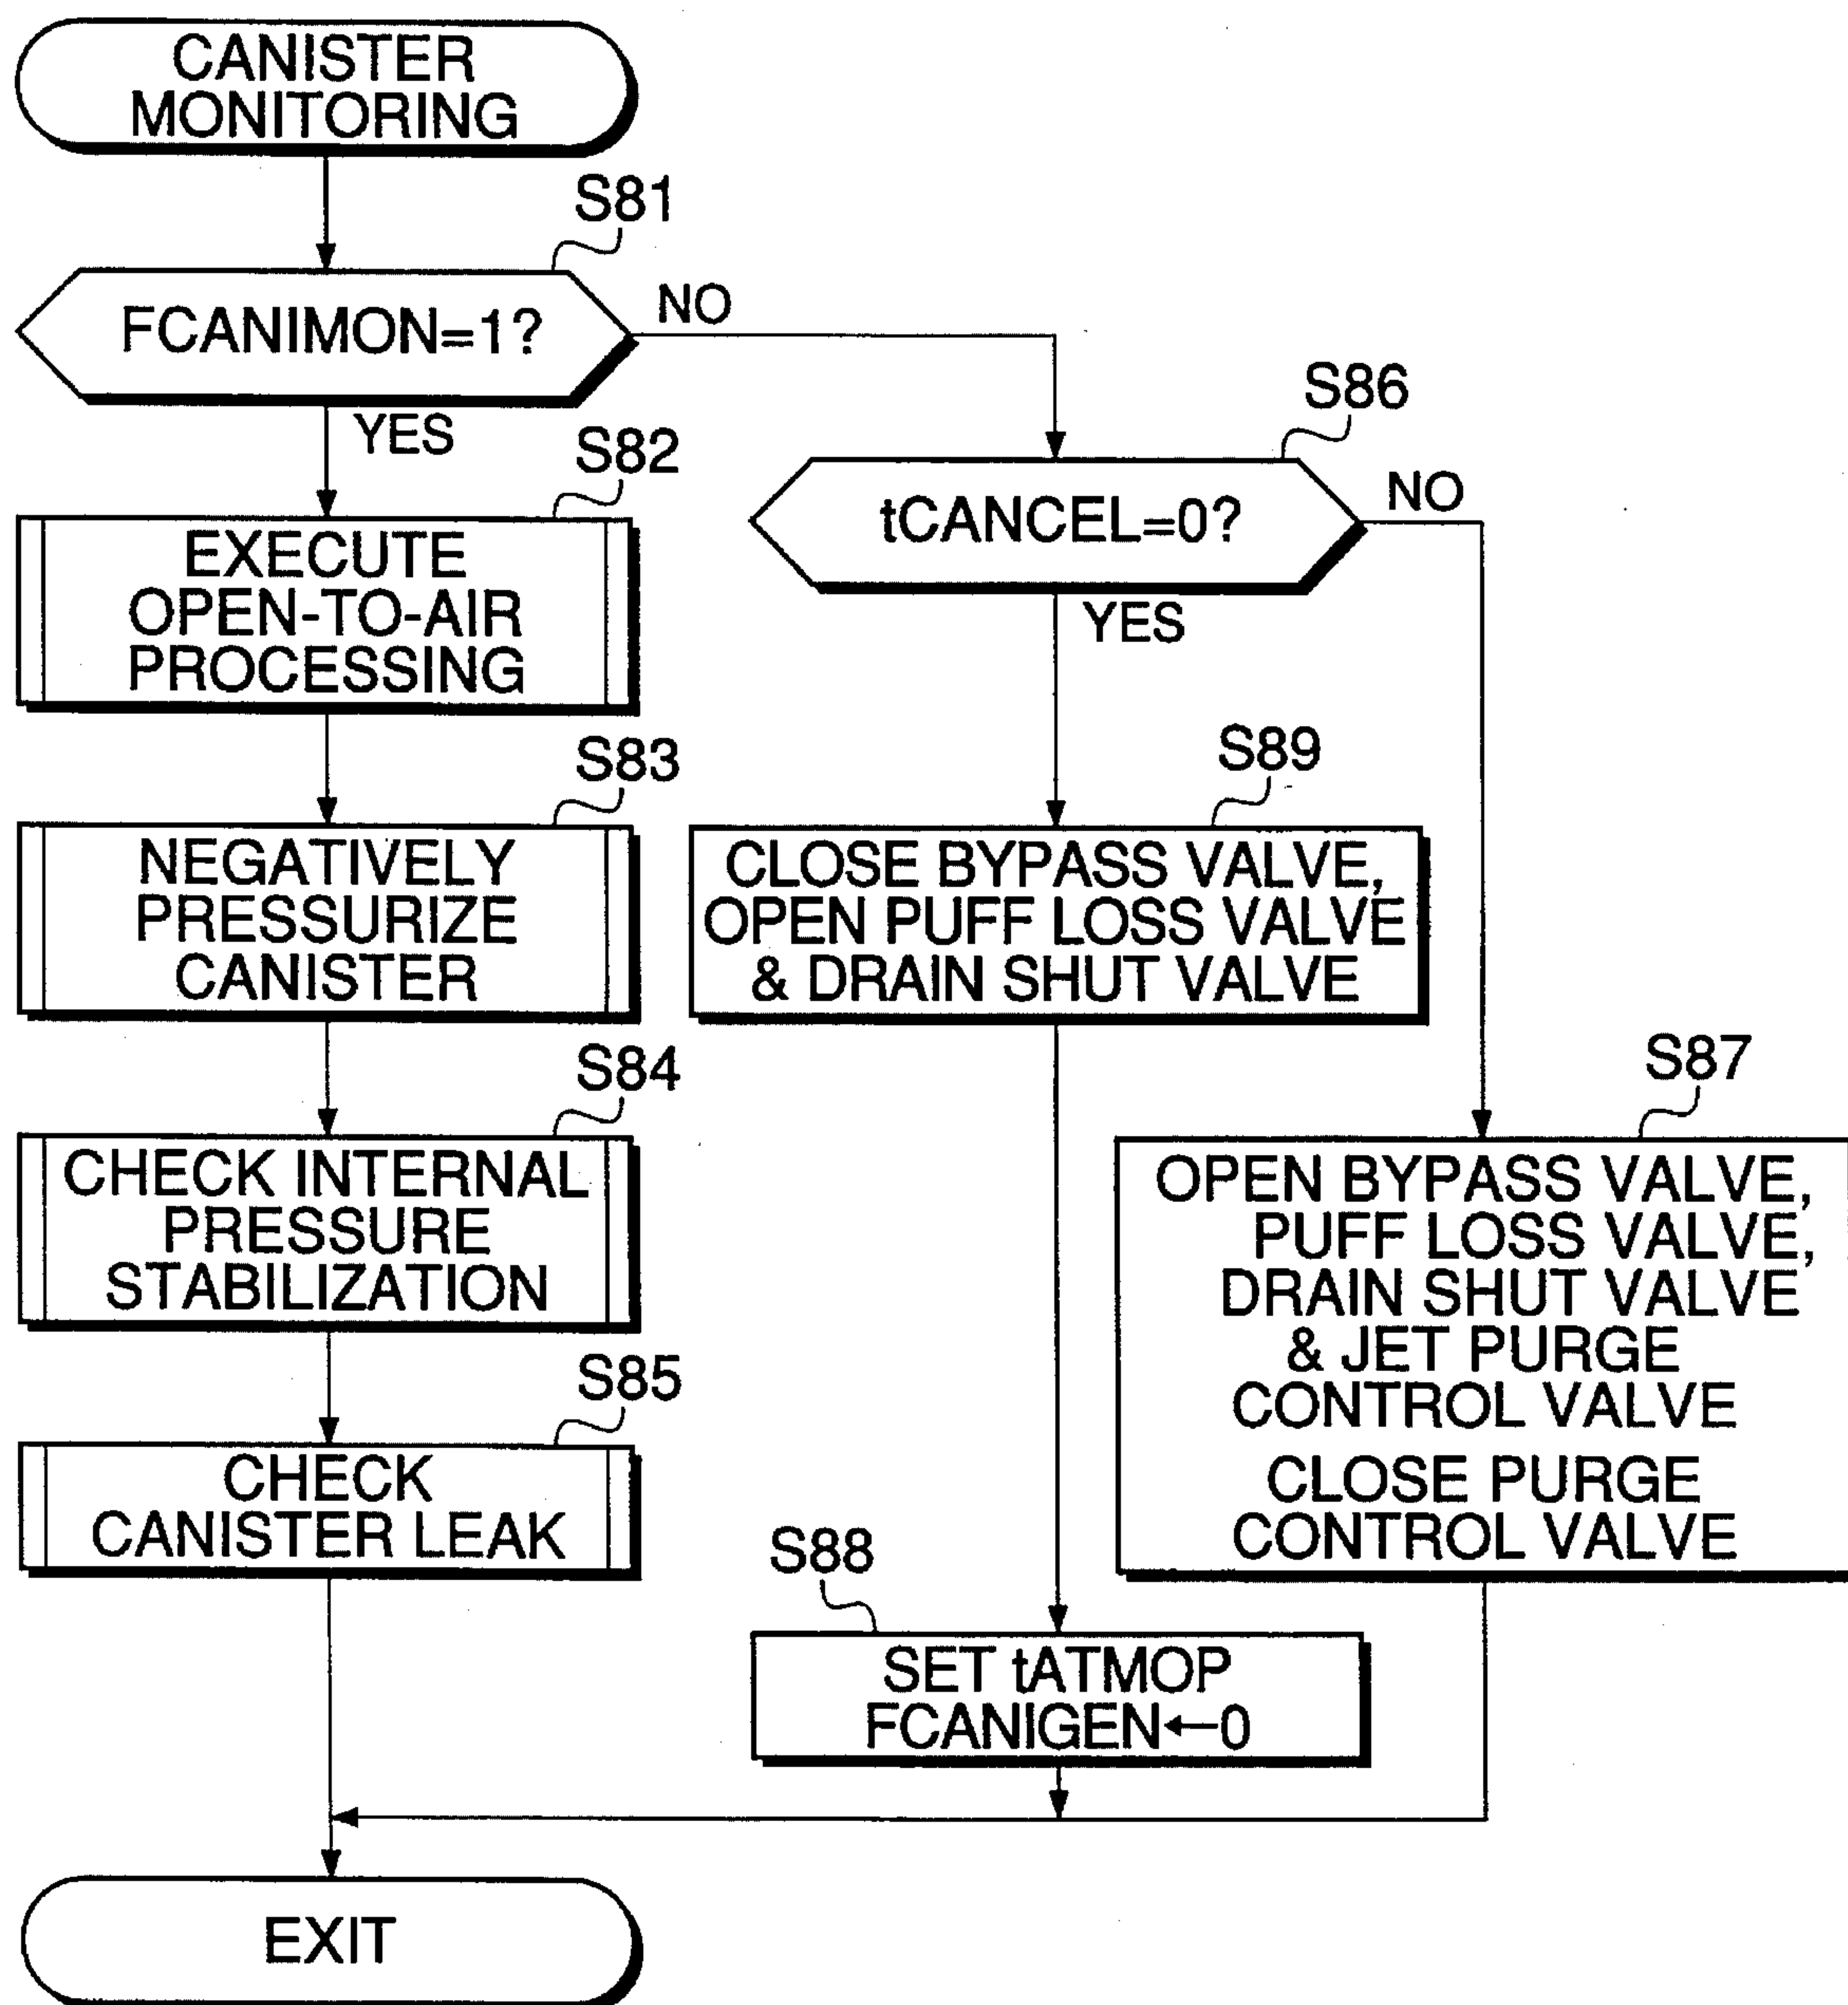 CANISTER
MONITORING
S81
FCANIMON=1?
NO
YES
S82
EXECUTE
OPEN-TO-AIR
PROCESSING
S83
NEGATIVELY
PRESSURIZE
CANISTER
S84
CHECK INTERNAL
PRESSURE
STABILIZATION
S85
CHECK
CANISTER LEAK
S86
tCANCEL=0?
NO
YES
S89
CLOSE BYPASS VALVE,
OPEN PUFF LOSS VALVE
& DRAIN SHUT VALVE
S87
OPEN BYPASS VALVE,
PUFF LOSS VALVE,
DRAIN SHUT VALVE
& JET PURGE
CONTROL VALVE
CLOSE PURGE
CONTROL VALVE
S88
SET tATMOP
FCANIGEN←0
EXIT